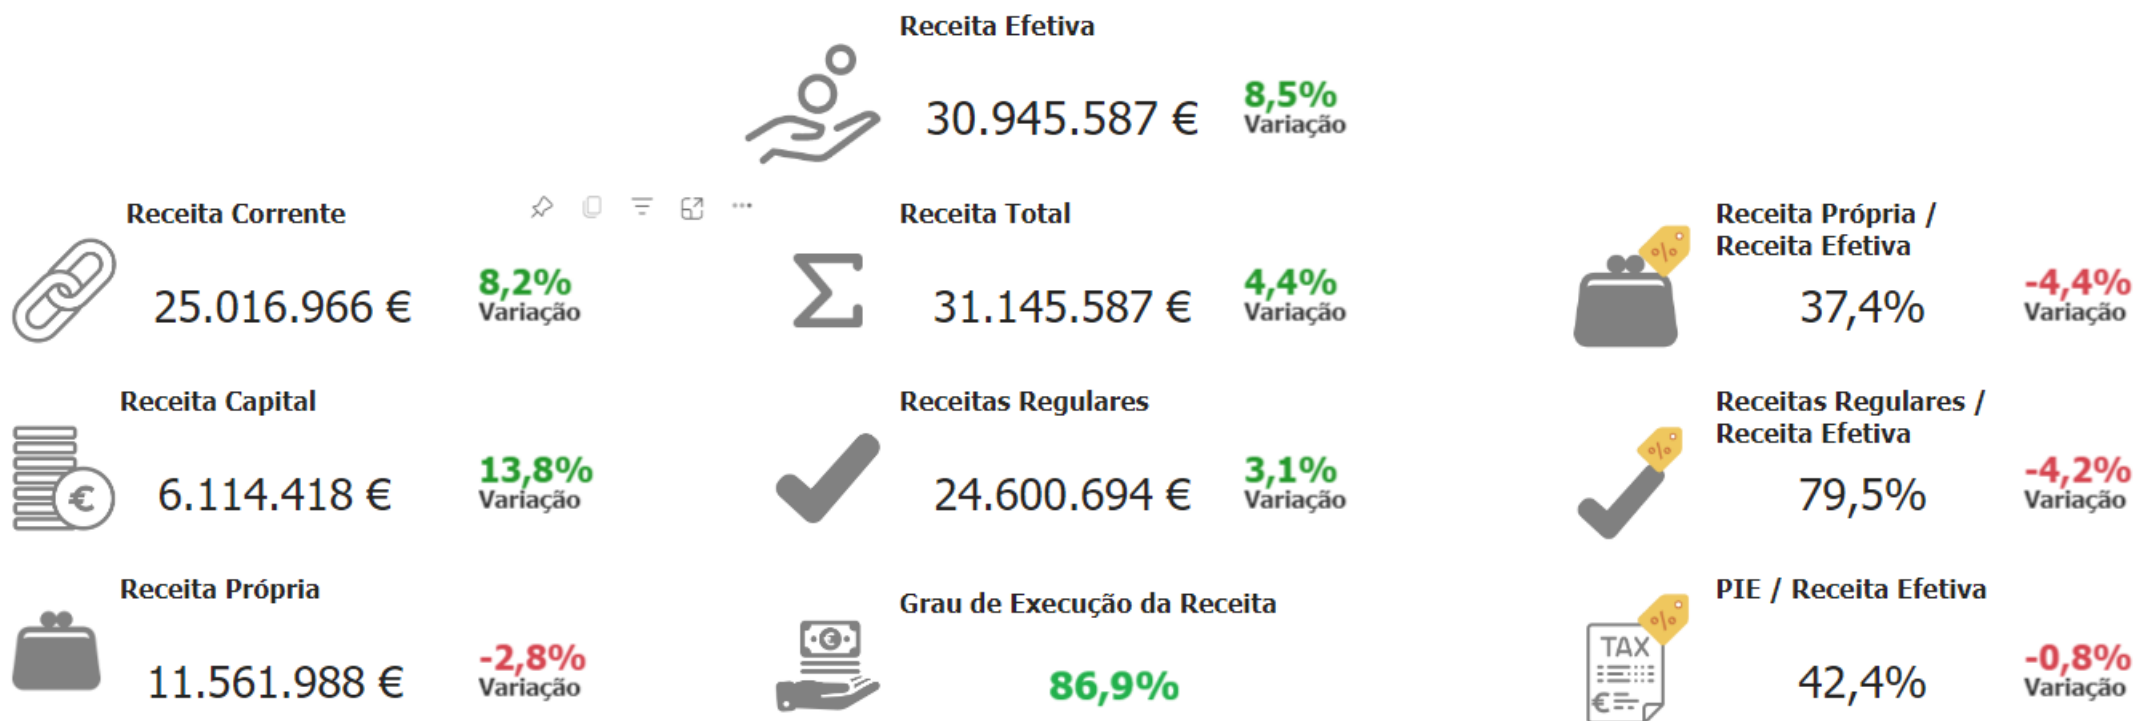 Receita Efetiva
30.945.587 €
8,5%
Variação
Receita Corrente
25.016.966 €
8,2%
Variação
Receita Total
31.145.587 €
4,4%
Variação
Receita Própria /
Receita Efetiva
%
37,4%
-4,4%
Variação
Receita Capital
€
6.114.418 €
13,8%
Variação
Receitas Regulares
24.600.694 €
3,1%
Variação
Receitas Regulares /
Receita Efetiva
%
79,5%
-4,2%
Variação
Receita Própria
11.561.988 €
-2,8%
Variação
Grau de Execução da Receita
€
86,9%
PIE / Receita Efetiva
%
TAX
€
42,4%
-0,8%
Variação